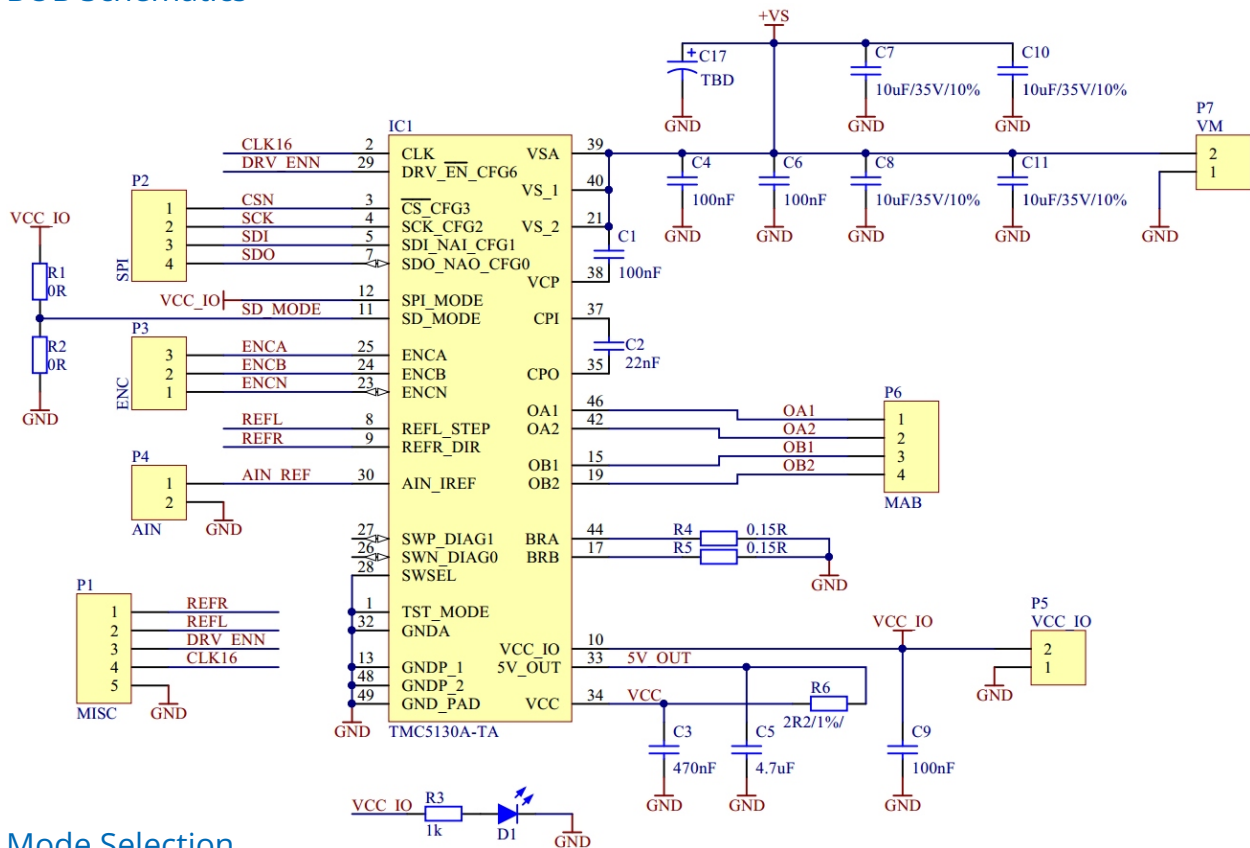 BOB Schematics
+VS
C17
+
TBD
GND
C7
10uF/35V/10%
GND
C10
10uF/35V/10%
GND
P7
VM
2
1
GND
C4
100nF
GND
C6
100nF
GND
C8
10uF/35V/10%
GND
C11
10uF/35V/10%
GND
IC1
CLK16 2 CLK
DRV_ENN 29 DRV_EN_CFG6
P2
SPI
1 CSN 3 CS_CFG3
2 SCK 4 SCK_CFG2
3 SDI 5 SDI_NAI_CFG1
4 SDO 7 SDO_NAO_CFG0
VCC_IO
R1
0R
R2
0R
GND
VCC_IO 12 SPI_MODE
SD_MODE 11 SD_MODE
P3
ENC
3 ENCA 25 ENCA
2 ENCB 24 ENCB
1 ENCN 23 ENCN
REFL 8 REFL_STEP
REFR 9 REFR_DIR
P4
1 AIN_REF 30 AIN_IREF
2
AIN
GND
27 SWP_DIAG1
26 SWN_DIAG0
28 SWSEL
1 TST_MODE
32 GNDA
13 GNDP_1
48 GNDP_2
49 GND_PAD
GND
TMC5130A-TA
P1
1 REFR
2 REFL
3 DRV_ENN
4 CLK16
5
MISC
GND
VSA 39
VS_1 40
VS_2 21
C1
100nF
VCP 38
CPI 37
C2
22nF
CPO 35
OA1 46 OA1 1
OA2 42 OA2 2
OB1 15 OB1 3
OB2 19 OB2 4
P6
MAB
BRA 44 R4 0.15R
BRB 17 R5 0.15R
GND
VCC_IO 10
5V_OUT 33 5V_OUT
VCC 34 VCC
R6
2R2/1%/
VCC_IO
P5
VCC_IO
2
1
GND
C3
470nF
GND
C5
4.7uF
GND
C9
100nF
GND
VCC_IO
R3
1k
D1
GND
Mode Selection